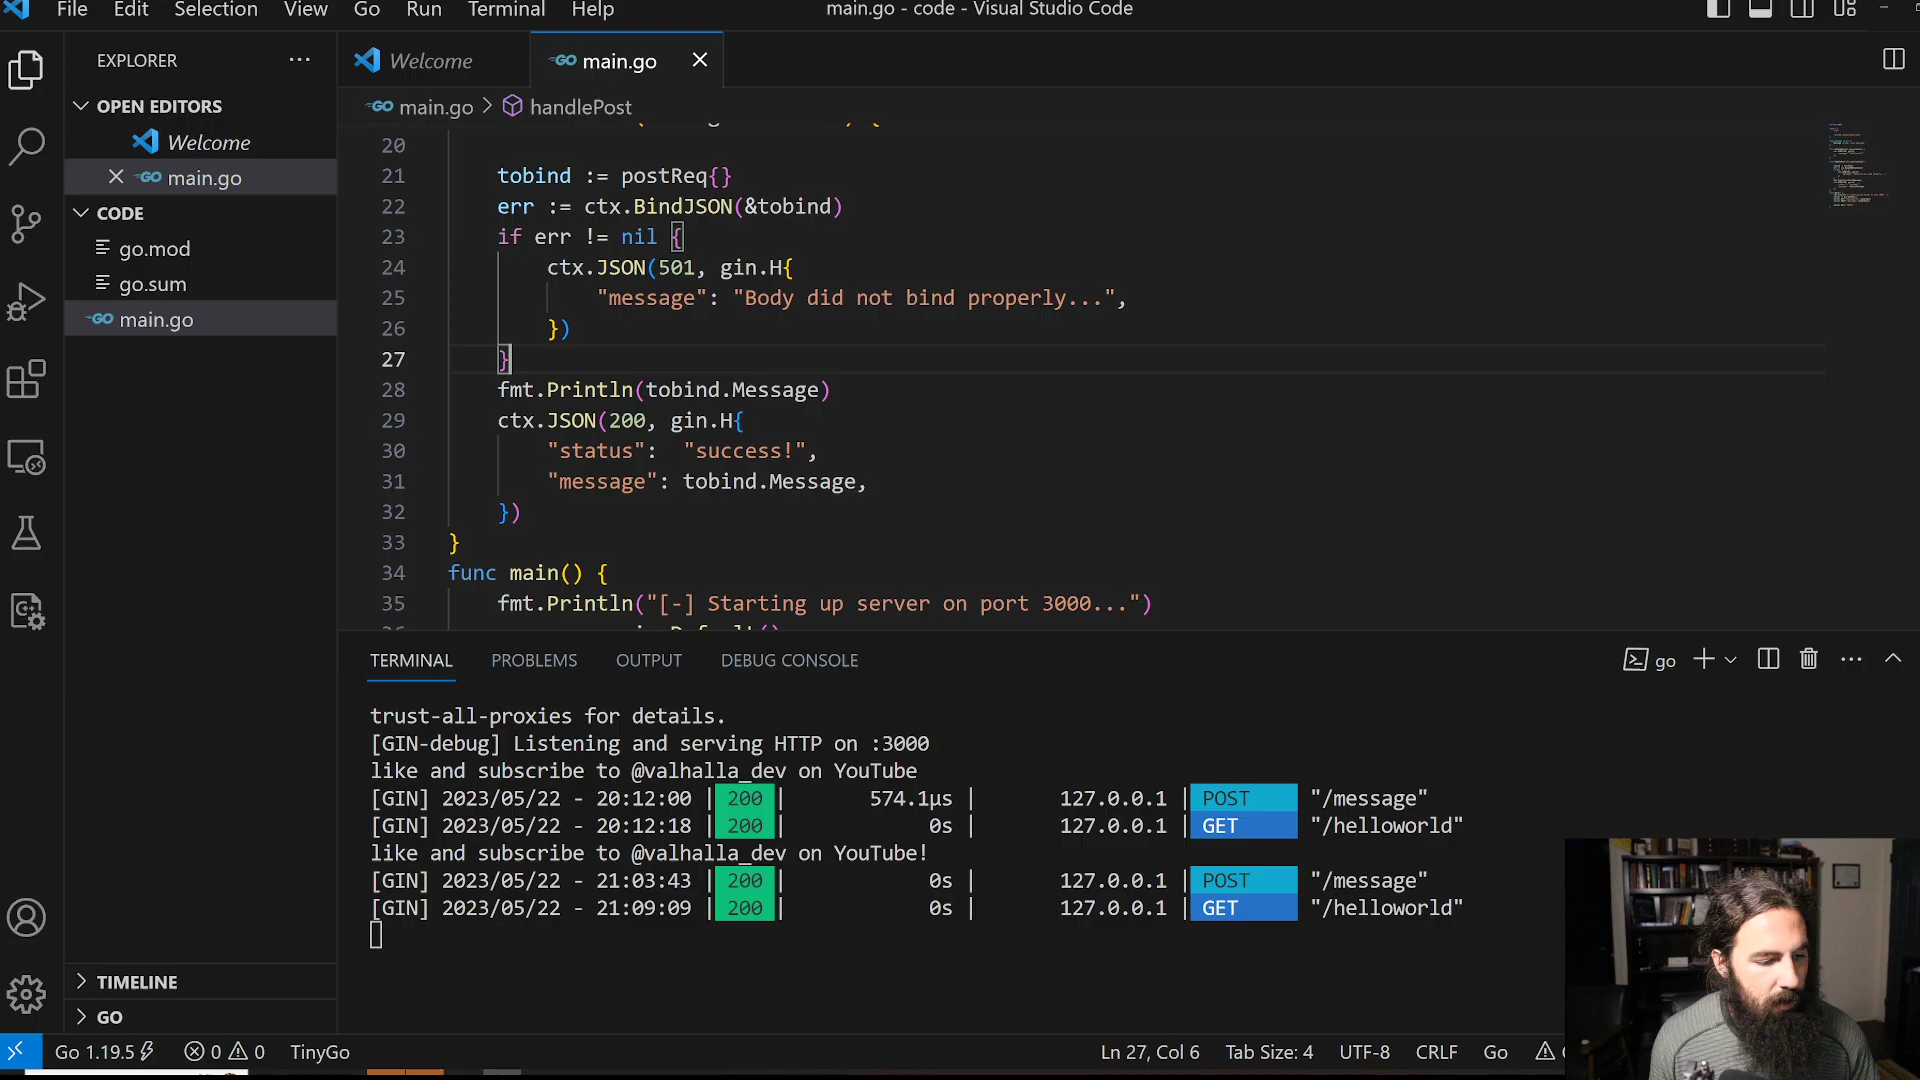 File Edit Selection View Go Run Terminal Help main.go - code - Visual Studio Code
EXPLORER ...
Welcome
main.go
OPEN EDITORS
main.go > handlePost
Welcome
main.go
CODE
go.mod
go.sum
main.go
20
21 tobind := postReq{}
22 err := ctx.BindJSON(&tobind)
23 if err != nil {
24 ctx.JSON(501, gin.H{
25 "message": "Body did not bind properly...",
26 })
27 }
28 fmt.Println(tobind.Message)
29 ctx.JSON(200, gin.H{
30 "status": "success!",
31 "message": tobind.Message,
32 })
33 }
34 func main() {
35 fmt.Println("[-] Starting up server on port 3000...")
TERMINAL PROBLEMS OUTPUT DEBUG CONSOLE go
trust-all-proxies for details.
[GIN-debug] Listening and serving HTTP on :3000
like and subscribe to @valhalla_dev on YouTube
[GIN] 2023/05/22 - 20:12:00 | 200 | 574.1µs | 127.0.0.1 | POST "/message"
[GIN] 2023/05/22 - 20:12:18 | 200 | 0s | 127.0.0.1 | GET "/helloworld"
like and subscribe to @valhalla_dev on YouTube!
[GIN] 2023/05/22 - 21:03:43 | 200 | 0s | 127.0.0.1 | POST "/message"
[GIN] 2023/05/22 - 21:09:09 | 200 | 0s | 127.0.0.1 | GET "/helloworld"
TIMELINE
GO
Go 1.19.5 0 0 TinyGo Ln 27, Col 6 Tab Size: 4 UTF-8 CRLF Go